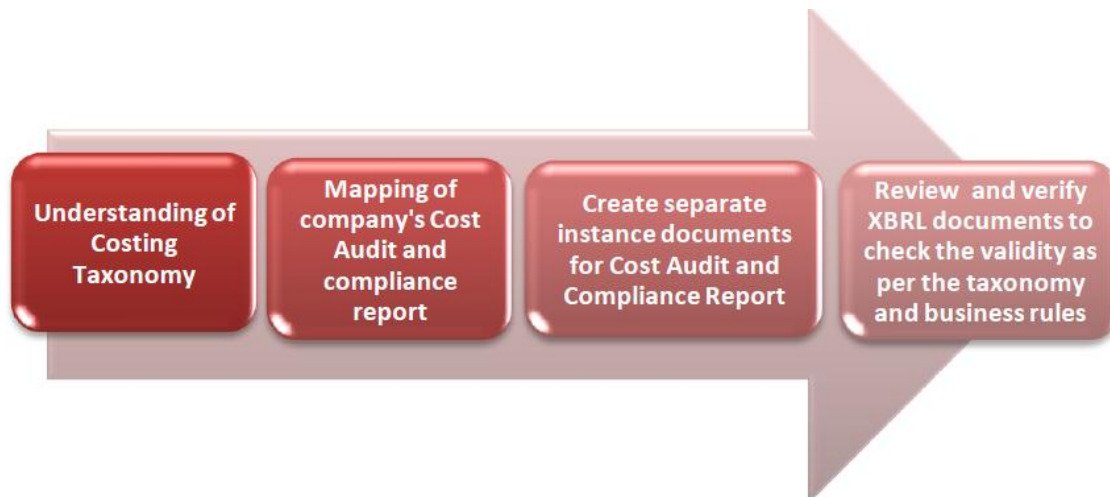 Understanding of
Costing
Taxonomy
Mapping of
company's Cost
Audit and
compliance
report
Create separate
instance documents
for Cost Audit and
Compliance Report
Review and verify
XBRL documents to
check the validity as
per the taxonomy
and business rules